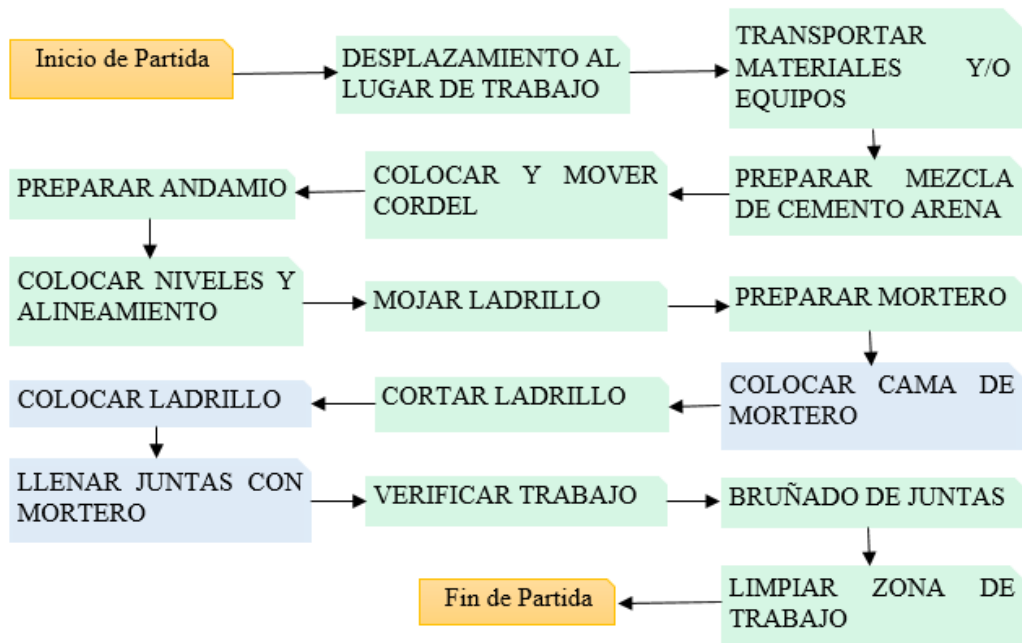 Inicio de Partida
DESPLAZAMIENTO AL
LUGAR DE TRABAJO
TRANSPORTAR
MATERIALES Y/O
EQUIPOS
PREPARAR MEZCLA
DE CEMENTO ARENA
COLOCAR Y MOVER
CORDEL
PREPARAR ANDAMIO
COLOCAR NIVELES Y
ALINEAMIENTO
MOJAR LADRILLO
PREPARAR MORTERO
COLOCAR CAMA DE
MORTERO
CORTAR LADRILLO
COLOCAR LADRILLO
LLENAR JUNTAS CON
MORTERO
VERIFICAR TRABAJO
BRUÑADO DE JUNTAS
LIMPIAR ZONA DE
TRABAJO
Fin de Partida